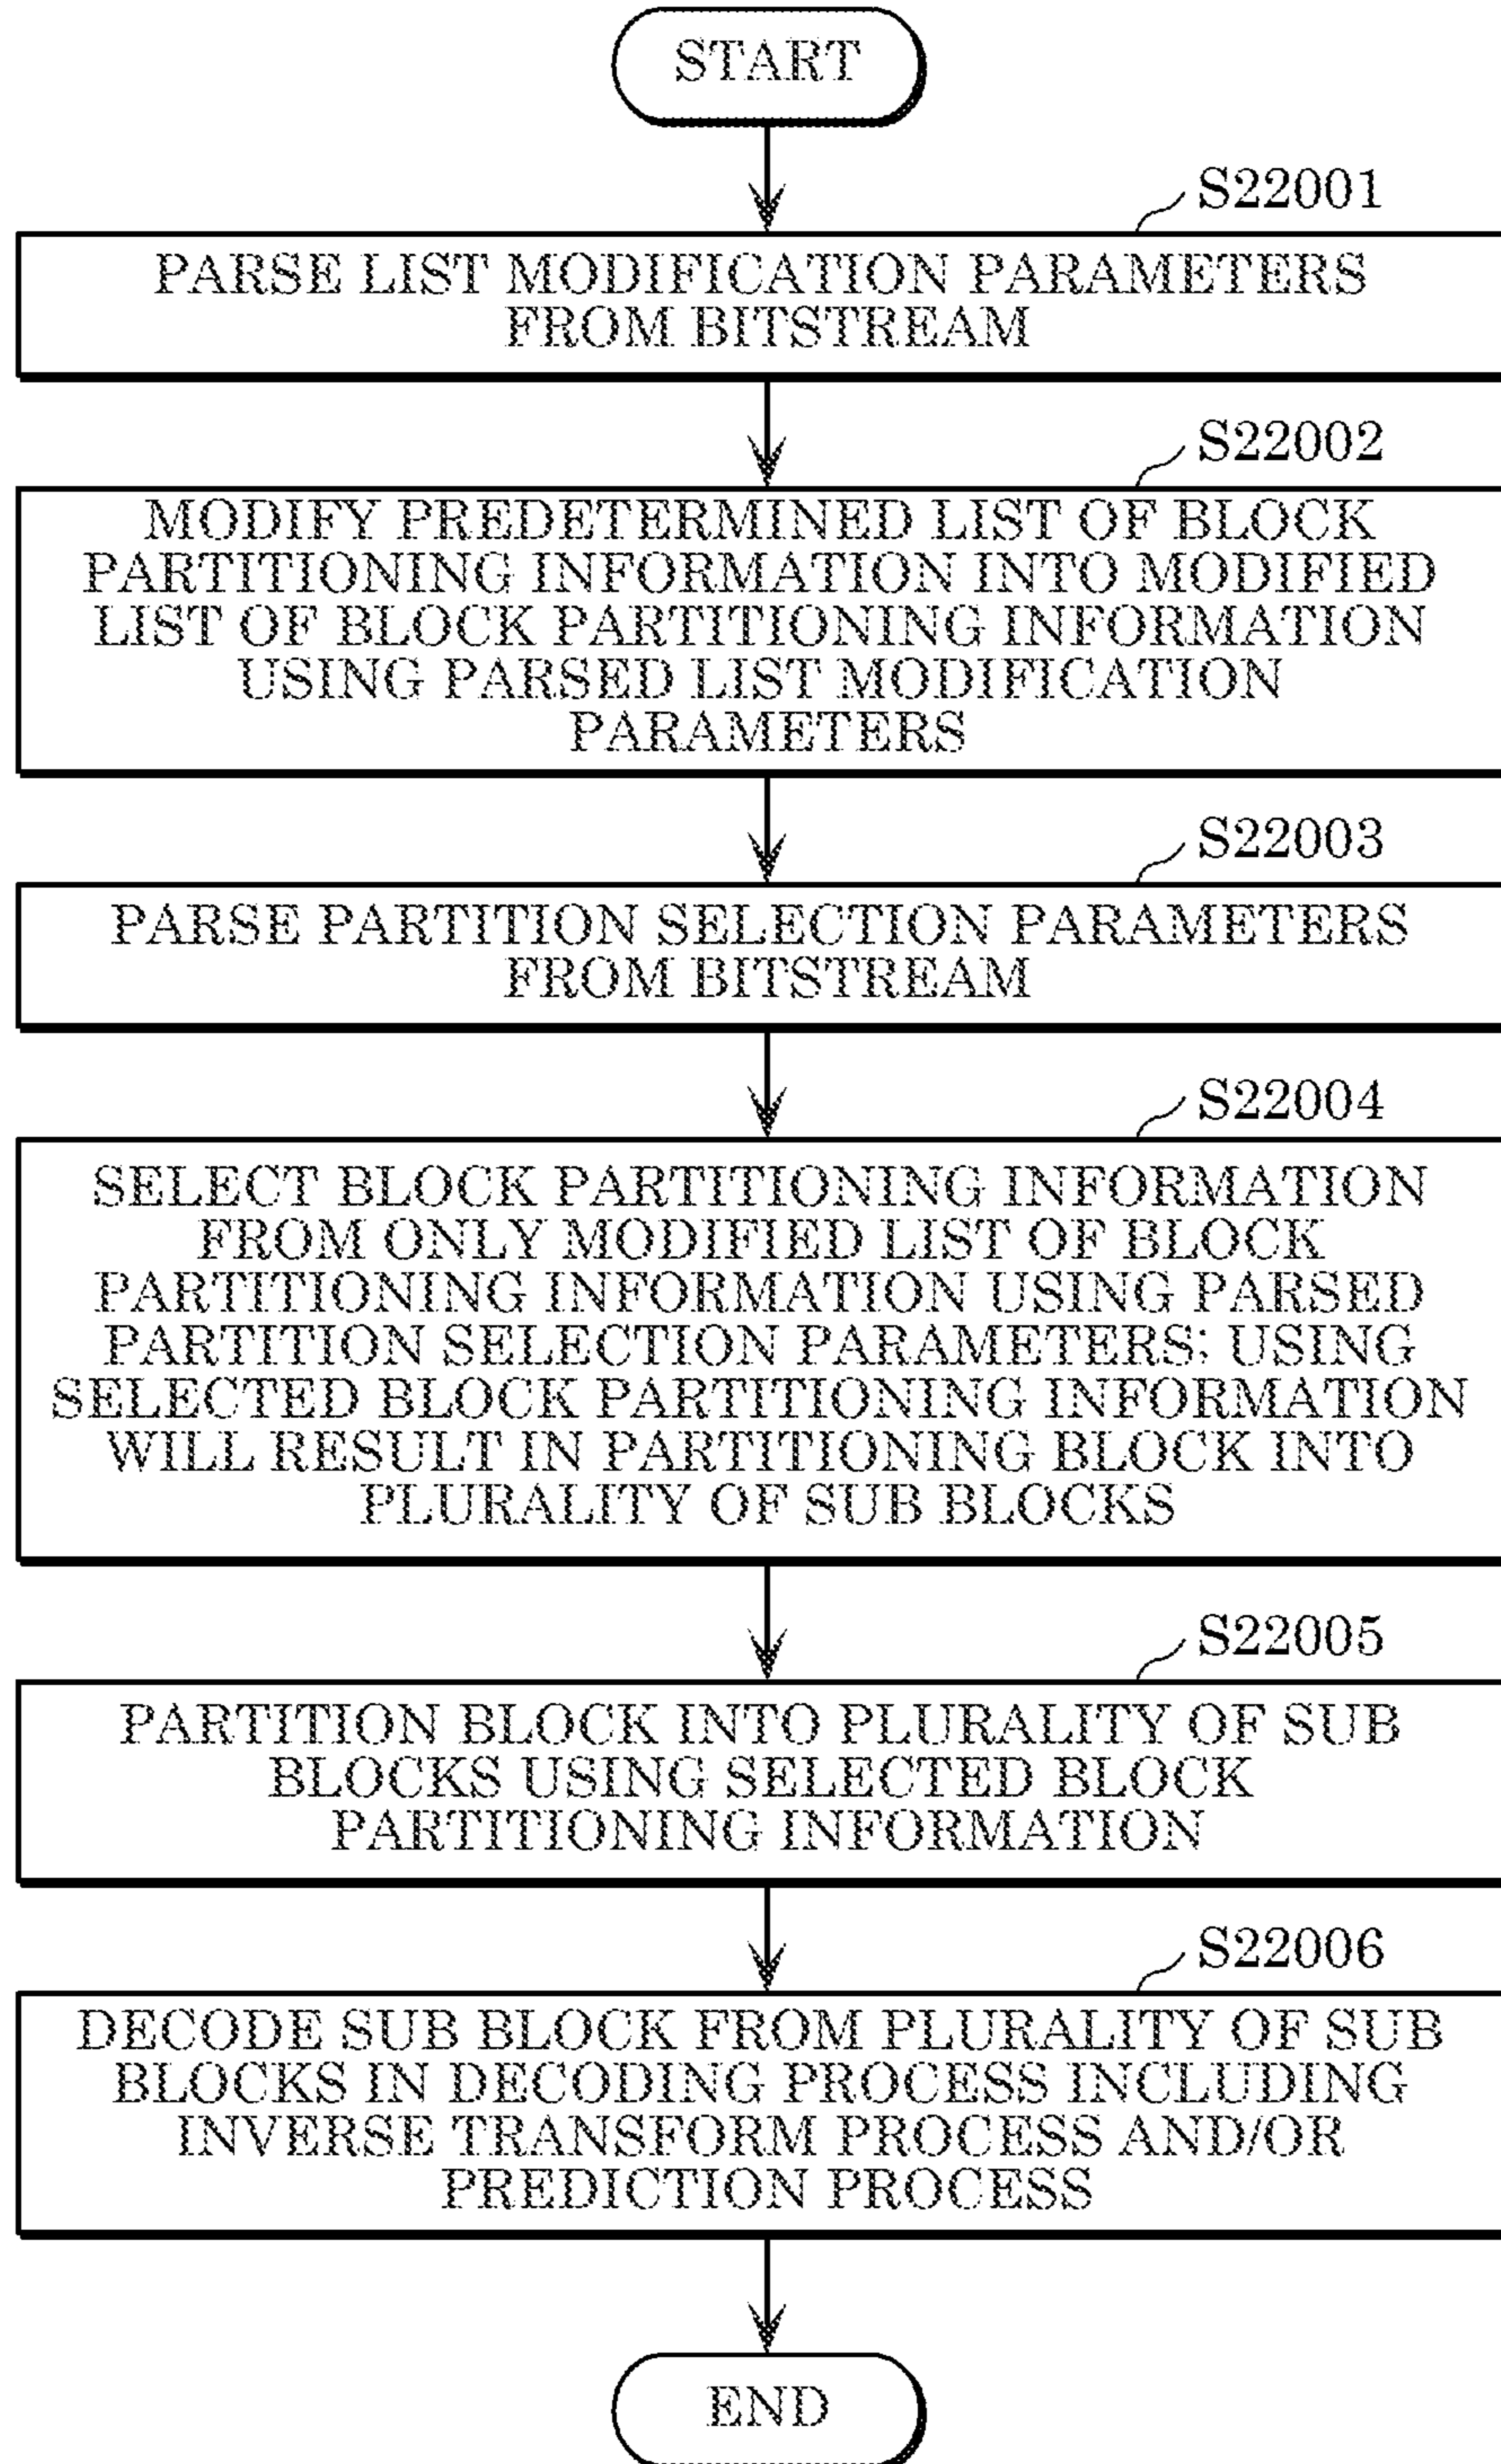 START
S22001
PARSE LIST MODIFICATION PARAMETERS
FROM BITSTREAM
S22002
MODIFY PREDETERMINED LIST OF BLOCK
PARTITIONING INFORMATION INTO MODIFIED
LIST OF BLOCK PARTITIONING INFORMATION
USING PARSED LIST MODIFICATION
PARAMETERS
S22003
PARSE PARTITION SELECTION PARAMETERS
FROM BITSTREAM
S22004
SELECT BLOCK PARTITIONING INFORMATION
FROM ONLY MODIFIED LIST OF BLOCK
PARTITIONING INFORMATION USING PARSED
PARTITION SELECTION PARAMETERS; USING
SELECTED BLOCK PARTITIONING INFORMATION
WILL RESULT IN PARTITIONING BLOCK INTO
PLURALITY OF SUB BLOCKS
S22005
PARTITION BLOCK INTO PLURALITY OF SUB
BLOCKS USING SELECTED BLOCK
PARTITIONING INFORMATION
S22006
DECODE SUB BLOCK FROM PLURALITY OF SUB
BLOCKS IN DECODING PROCESS INCLUDING
INVERSE TRANSFORM PROCESS AND/OR
PREDICTION PROCESS
END